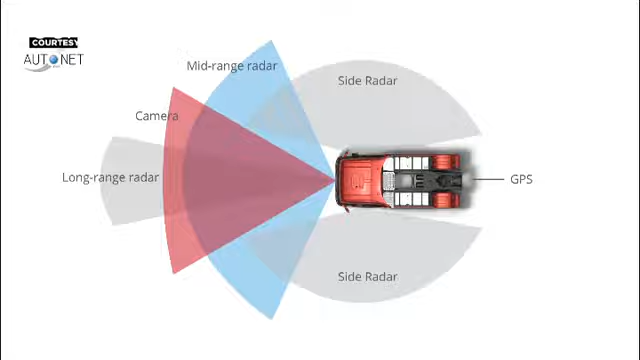 COURTESY
AUTONET
Mid-range radar
Side Radar
Camera
Long-range radar
GPS
Side Radar